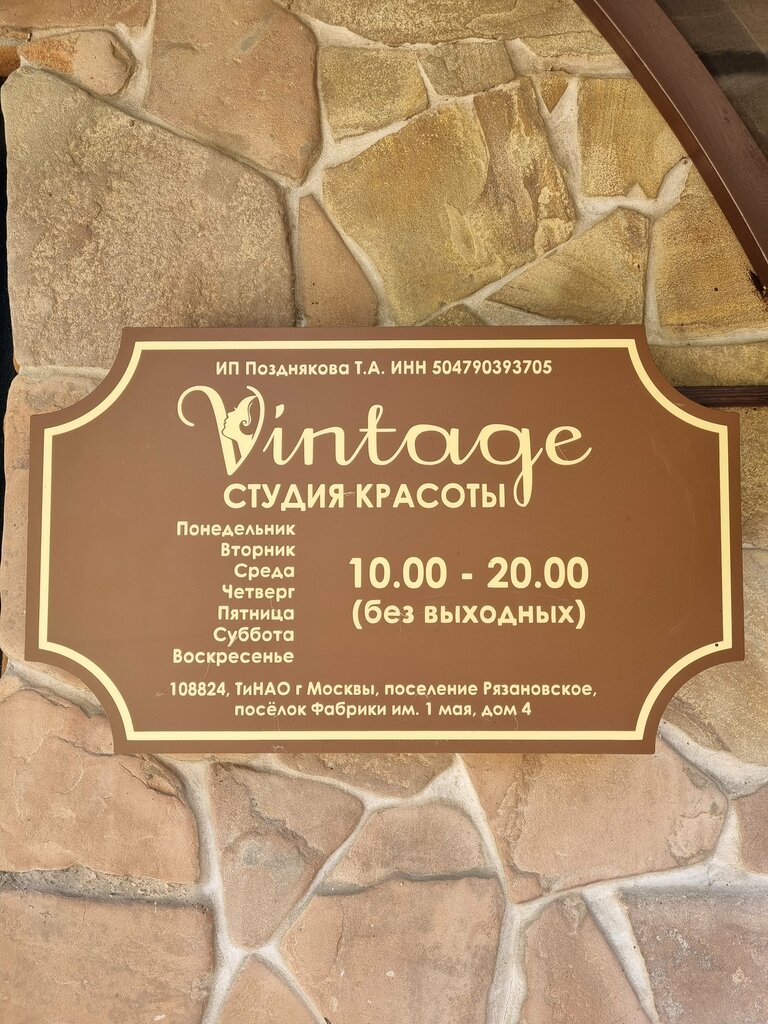 ИП Позднякова Т.А. ИНН 504790393705
Vintage
СТУДИЯ КРАСОТЫ
Понедельник
Вторник
Среда
Четверг
Пятница
Суббота
Воскресенье
10.00 - 20.00
(без выходных)
108824, ТиНАО г Москвы, поселение Рязановское,
посёлок Фабрики им. 1 мая, дом 4